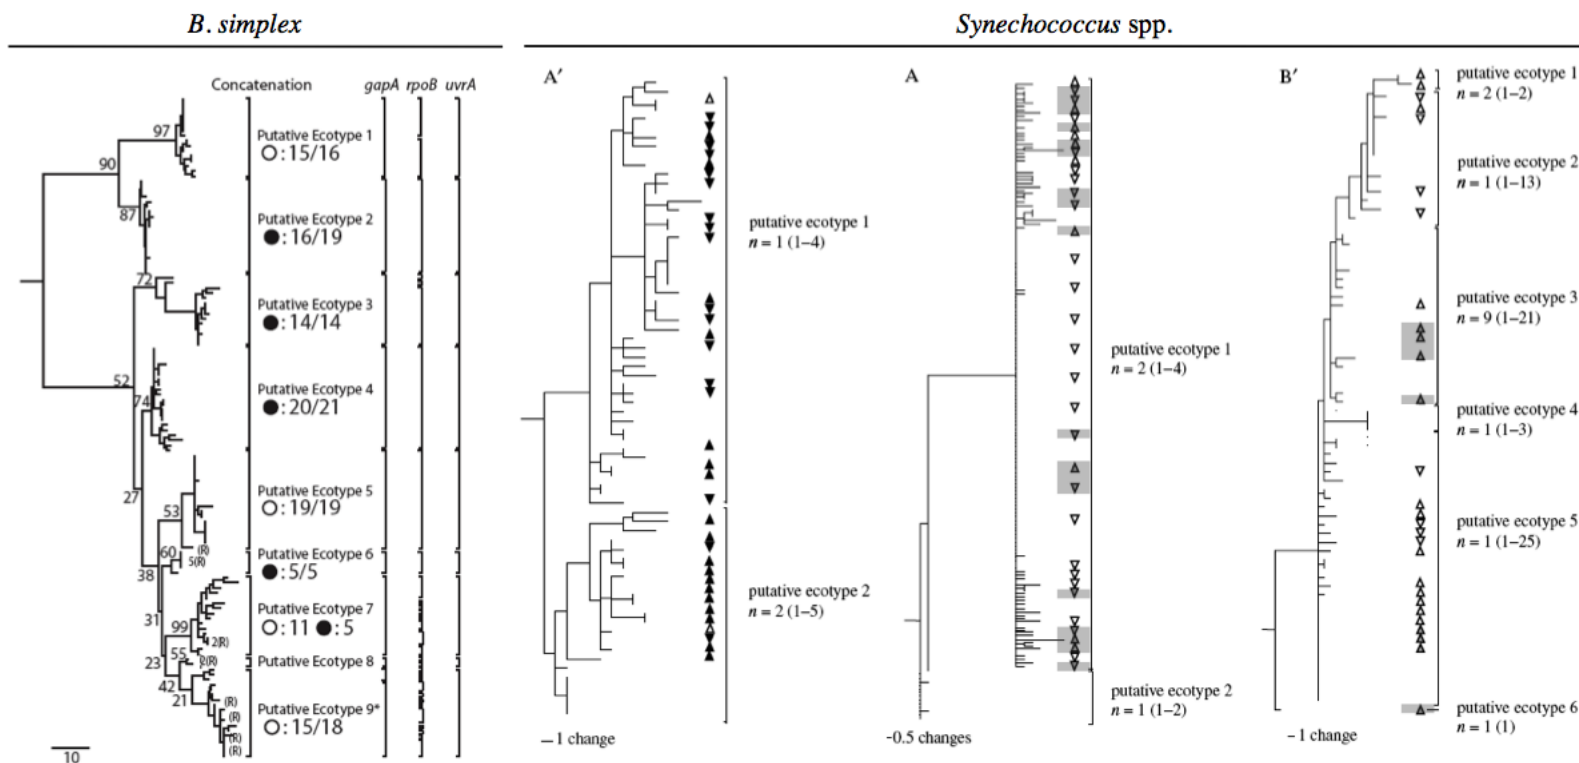 B. simplex
Synechococcus spp.
Concatenation
gapA rpoB uvrA
97
90
87
72
52
74
27
53
60
38
31
99
55
23
42
21
(R)
5(R)
2(R)
2(R)
(R)
(R)
(R)
(R)
Putative Ecotype 1
:15/16
Putative Ecotype 2
:16/19
Putative Ecotype 3
:14/14
Putative Ecotype 4
:20/21
Putative Ecotype 5
:19/19
Putative Ecotype 6
:5/5
Putative Ecotype 7
:11 :5
Putative Ecotype 8
Putative Ecotype 9*
:15/18
10
A′
putative ecotype 1
n = 1 (1–4)
putative ecotype 2
n = 2 (1–5)
1 change
A
putative ecotype 1
n = 2 (1–4)
putative ecotype 2
n = 1 (1–2)
0.5 changes
B′
putative ecotype 1
n = 2 (1–2)
putative ecotype 2
n = 1 (1–13)
putative ecotype 3
n = 9 (1–21)
putative ecotype 4
n = 1 (1–3)
putative ecotype 5
n = 1 (1–25)
putative ecotype 6
n = 1 (1)
1 change